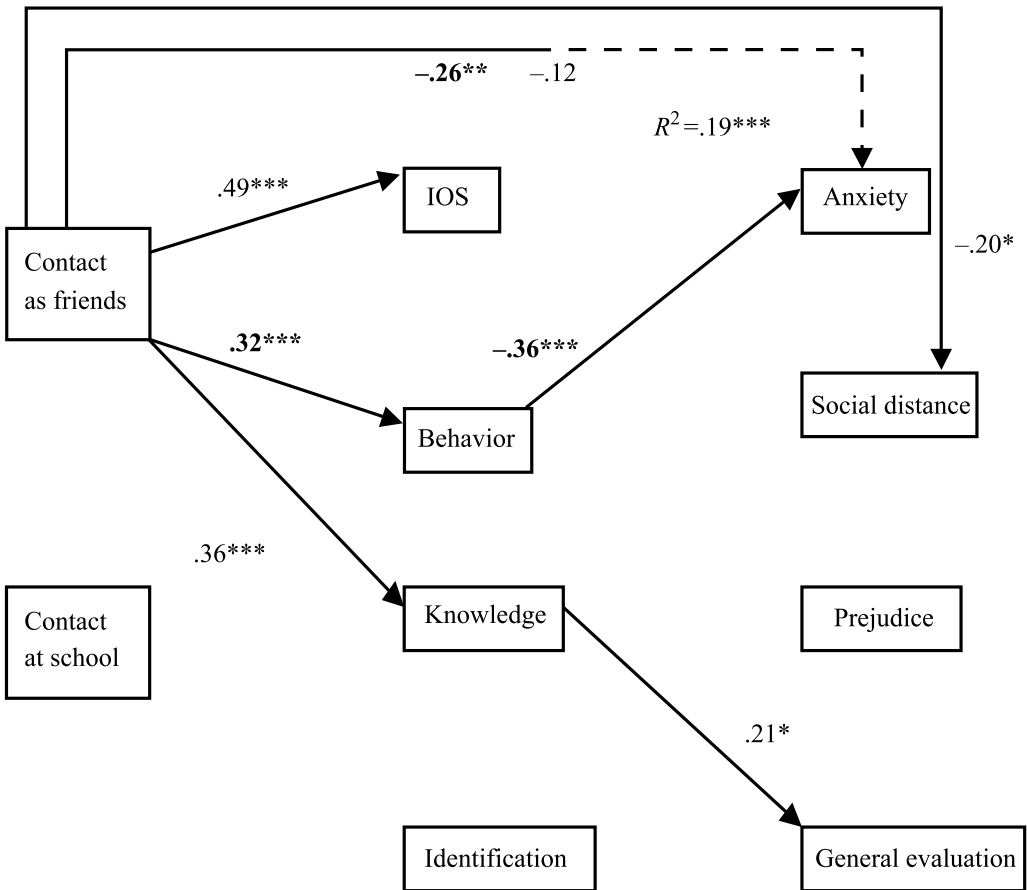 –.26** –.12
R²=.19***
.49***
IOS
Anxiety
Contact
as friends
–.20*
.32***
–.36***
Social distance
Behavior
.36***
Knowledge
Prejudice
Contact
at school
.21*
Identification
General evaluation